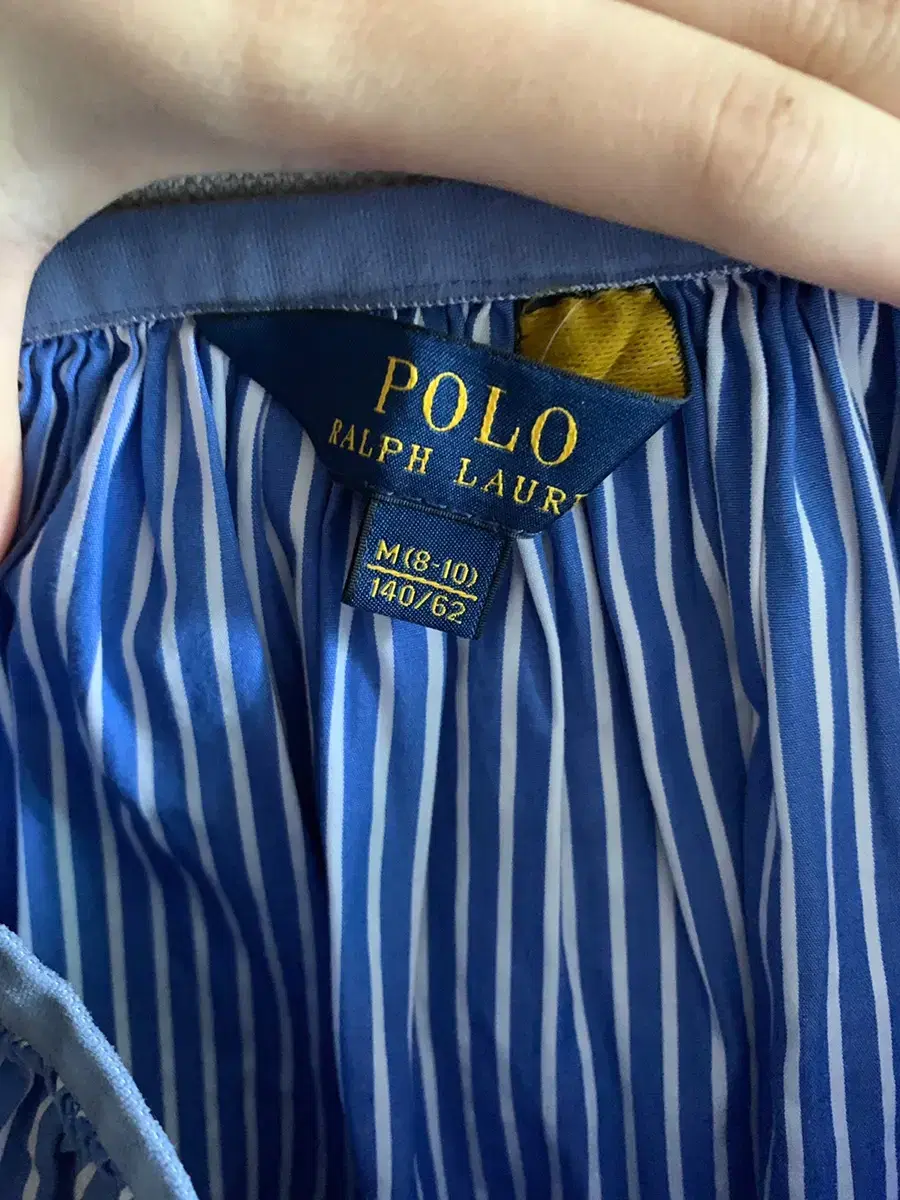 POLO
RALPH LAUR
M(8-10)
140/62